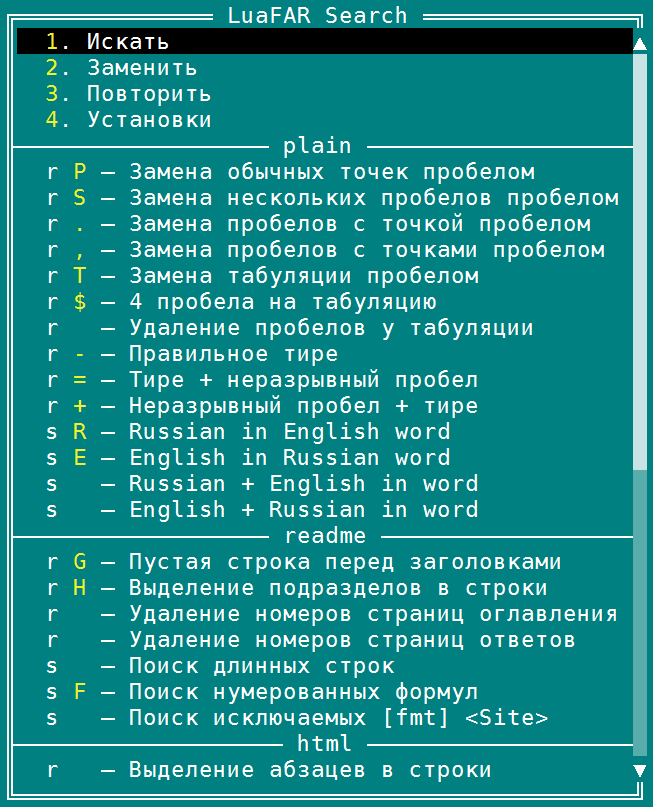 LuaFAR Search
1. Искать
2. Заменить
3. Повторить
4. Установки
plain
r P — Замена обычных точек пробелом
r S — Замена нескольких пробелов пробелом
r . — Замена пробелов с точкой пробелом
r , — Замена пробелов с точками пробелом
r T — Замена табуляции пробелом
r $ — 4 пробела на табуляцию
r — Удаление пробелов у табуляции
r - — Правильное тире
r = — Тире + неразрывный пробел
r + — Неразрывный пробел + тире
s R — Russian in English word
s E — English in Russian word
s — Russian + English in word
s — English + Russian in word
readme
r G — Пустая строка перед заголовками
r H — Выделение подразделов в строки
r — Удаление номеров страниц оглавления
r — Удаление номеров страниц ответов
s — Поиск длинных строк
s F — Поиск нумерованных формул
s — Поиск исключаемых [fmt] <Site>
html
r — Выделение абзацев в строки